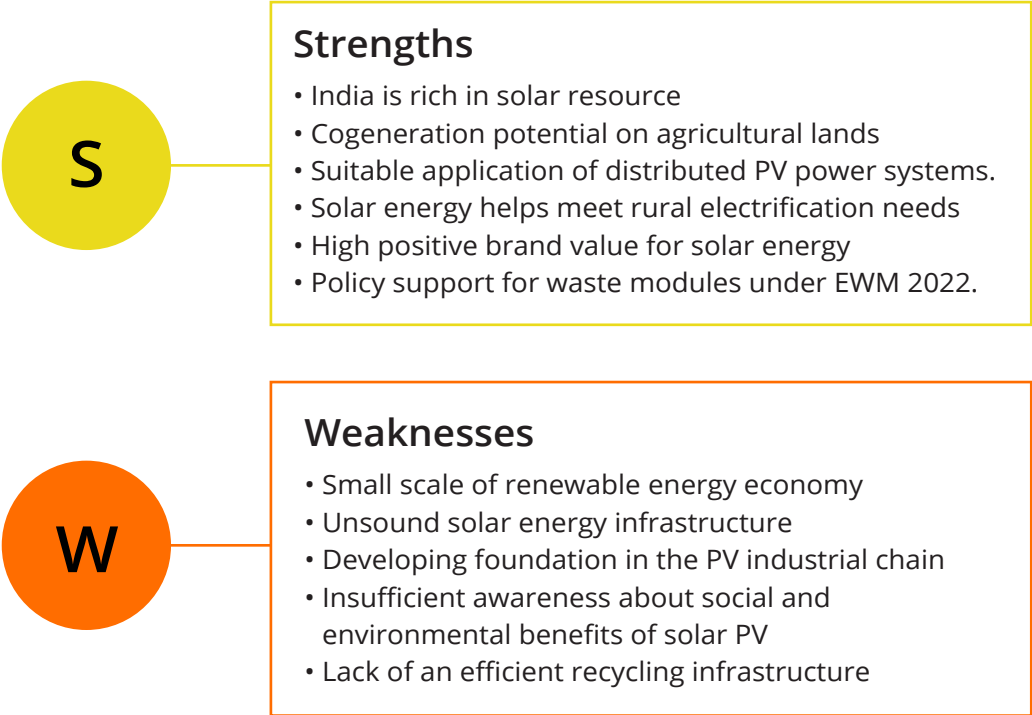 S
Strengths
• India is rich in solar resource
• Cogeneration potential on agricultural lands
• Suitable application of distributed PV power systems.
• Solar energy helps meet rural electrification needs
• High positive brand value for solar energy
• Policy support for waste modules under EWM 2022.
W
Weaknesses
• Small scale of renewable energy economy
• Unsound solar energy infrastructure
• Developing foundation in the PV industrial chain
• Insufficient awareness about social and
environmental benefits of solar PV
• Lack of an efficient recycling infrastructure